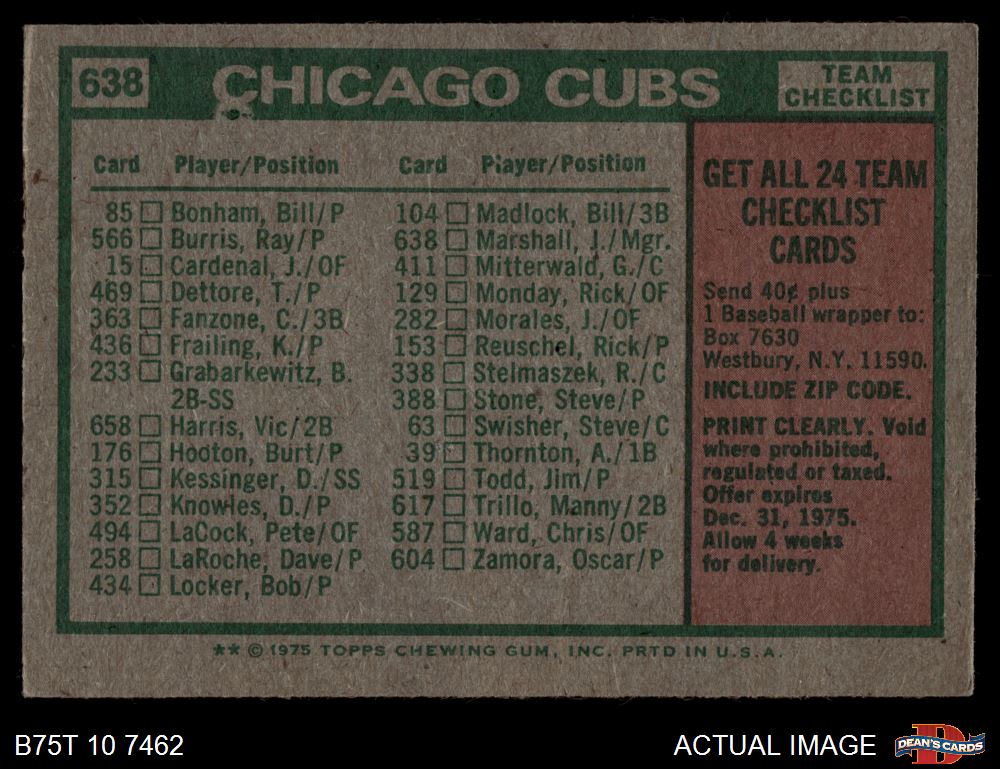 638 CHICAGO CUBS TEAM CHECKLIST
Card Player/Position
85 Bonham, Bill/P
566 Burris, Ray/P
15 Cardenal, J./OF
469 Dettore, T./P
363 Fanzone, C./3B
436 Frailing, K./P
233 Grabarkewitz, B.
2B-SS
658 Harris, Vic/2B
176 Hooton, Burt/P
315 Kessinger, D./SS
352 Knowles, D./P
494 LaCock, Pete/OF
258 LaRoche, Dave/P
434 Locker, Bob/P
Card Player/Position
104 Madlock, Bill/3B
638 Marshall, J./Mgr.
411 Mitterwald, G./C
129 Monday, Rick/OF
282 Morales, J./OF
153 Reuschel, Rick/P
338 Stelmaszek, R./C
388 Stone, Steve/P
63 Swisher, Steve/C
39 Thornton, A./1B
519 Todd, Jim/P
617 Trillo, Manny/2B
587 Ward, Chris/OF
604 Zamora, Oscar/P
GET ALL 24 TEAM
CHECKLIST
CARDS
Send 40¢ plus
1 Baseball wrapper to:
Box 7630
Westbury, N.Y. 11590.
INCLUDE ZIP CODE.
PRINT CLEARLY. Void
where prohibited,
regulated or taxed.
Offer expires
Dec. 31, 1975.
Allow 4 weeks
for delivery.
** © 1975 TOPPS CHEWING GUM, INC. PRTD IN U.S.A.
B75T 10 7462
ACTUAL IMAGE
DEAN'S CARDS